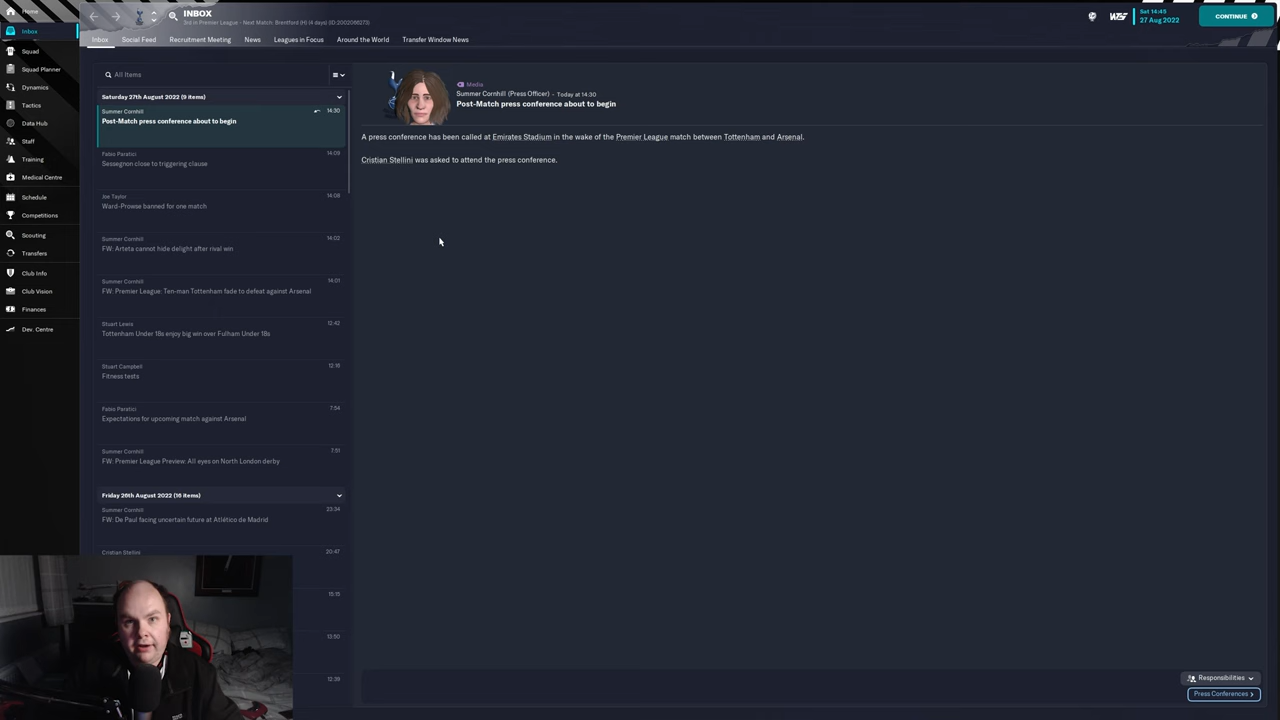 Home
INBOX
3rd in Premier League - Next Match: Brentford (H) (4 days) (ID:2002066273)
Sat 14:45
27 Aug 2022
CONTINUE
Inbox
Squad
Squad Planner
Dynamics
Tactics
Data Hub
Staff
Training
Medical Centre
Schedule
Competitions
Scouting
Transfers
Club Info
Club Vision
Finances
Dev. Centre
Inbox Social Feed Recruitment Meeting News Leagues in Focus Around the World Transfer Window News
All Items
Saturday 27th August 2022 (9 items)
Summer Cornhill 14:30
Post-Match press conference about to begin
Fabio Paratici 14:09
Sessegnon close to triggering clause
Joe Taylor 14:08
Ward-Prowse banned for one match
Summer Cornhill 14:02
FW: Arteta cannot hide delight after rival win
Summer Cornhill 14:01
FW: Premier League: Ten-man Tottenham fade to defeat against Arsenal
Stuart Lewis 12:42
Tottenham Under 18s enjoy big win over Fulham Under 18s
Stuart Campbell 12:16
Fitness tests
Fabio Paratici 7:54
Expectations for upcoming match against Arsenal
Summer Cornhill 7:51
FW: Premier League Preview: All eyes on North London derby
Friday 26th August 2022 (16 items)
Summer Cornhill 23:34
FW: De Paul facing uncertain future at Atlético de Madrid
Cristian Stellini 20:47
15:15
13:50
12:39
Media
Summer Cornhill (Press Officer) - Today at 14:30
Post-Match press conference about to begin
A press conference has been called at Emirates Stadium in the wake of the Premier League match between Tottenham and Arsenal.
Cristian Stellini was asked to attend the press conference.
Responsibilities
Press Conferences